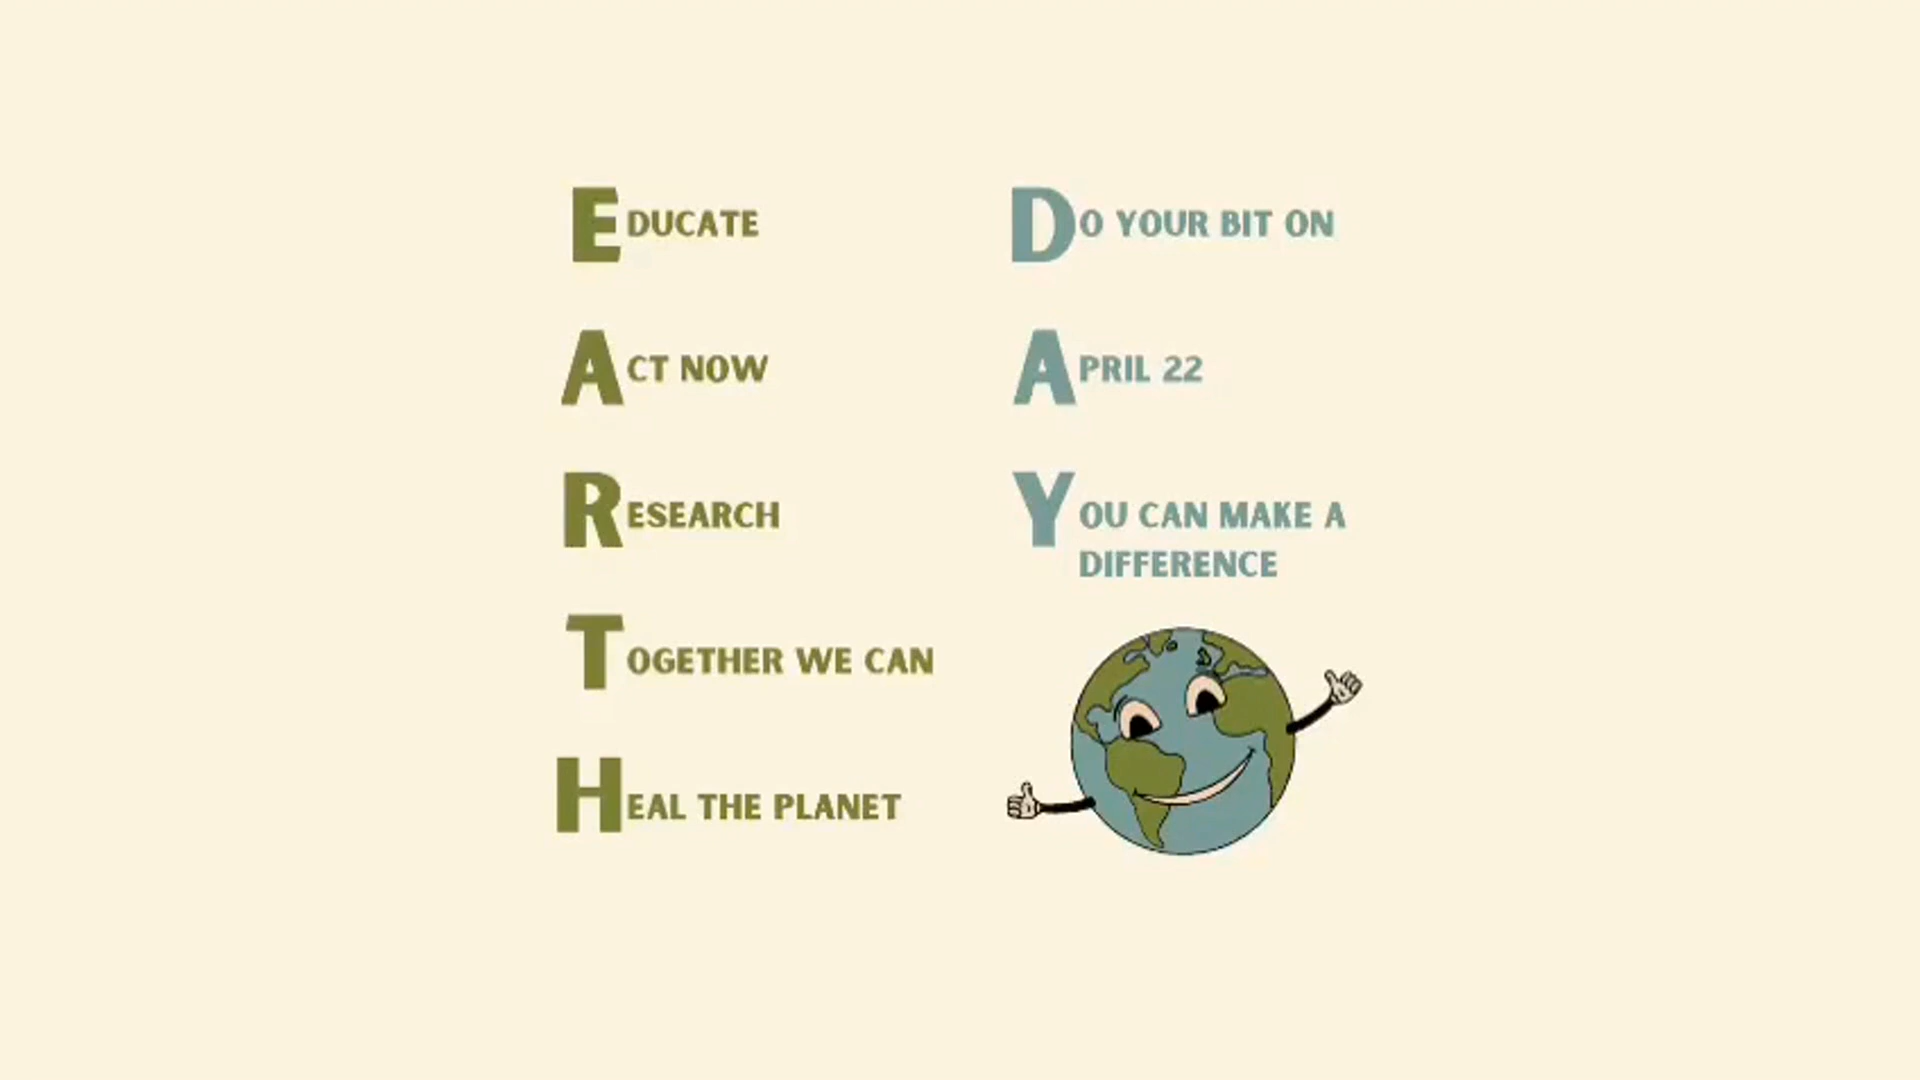 EDUCATE
ACT NOW
RESEARCH
TOGETHER WE CAN
HEAL THE PLANET
DO YOUR BIT ON
APRIL 22
YOU CAN MAKE A
DIFFERENCE